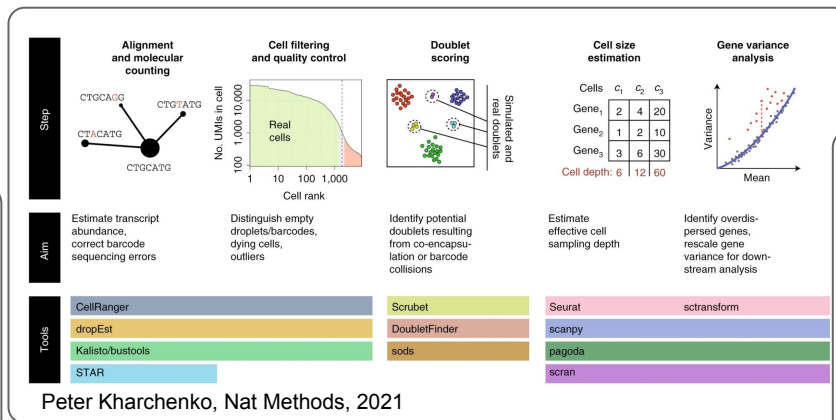 Alignment
and molecular
counting
Cell filtering
and quality control
Doublet
scoring
Cell size
estimation
Gene variance
analysis
Step
CTGCAGG
CTGTATG
CTACATG
CTGCATG
No. UMIs in cell
10,000
1,000
100
Real
cells
1
10
100
1,000
Cell rank
Simulated and
real doublets
Cells c1 c2 c3
Gene1 2 4 20
Gene2 1 2 10
Gene3 3 6 30
Cell depth: 6 12 60
Variance
Mean
Aim
Estimate transcript
abundance,
correct barcode
sequencing errors
Distinguish empty
droplets/barcodes,
dying cells,
outliers
Identify potential
doublets resulting
from co-encapsu-
lation or barcode
collisions
Estimate
effective cell
sampling depth
Identify overdis-
persed genes,
rescale gene
variance for down-
stream analysis
Tools
CellRanger
dropEst
Kalisto/bustools
STAR
Scrubet
DoubletFinder
sods
Seurat sctransform
scanpy
pagoda
scran
Peter Kharchenko, Nat Methods, 2021